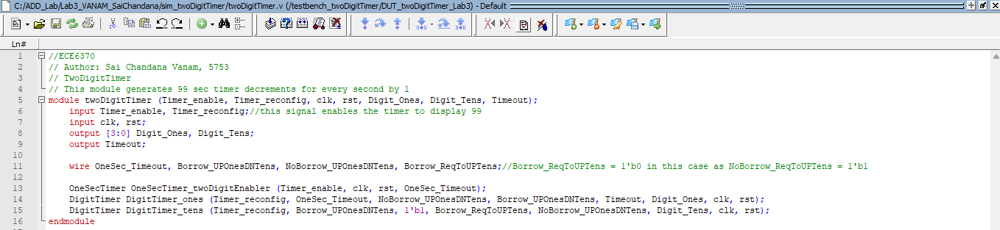 C:/ADD_Lab/Lab3_VANAM_SaiChandana/sim_twoDigitTimer/twoDigitTimer.v (/testbench_twoDigitTimer/DUT_twoDigitTimer_Lab3) - Default
Ln#
1 //ECE6370
2 // Author: Sai Chandana Vanam, 5753
3 // TwoDigitTimer
4 // This module generates 99 sec timer decrements for every second by 1
5 module twoDigitTimer (Timer_enable, Timer_reconfig, clk, rst, Digit_Ones, Digit_Tens, Timeout);
6 input Timer_enable, Timer_reconfig;//this signal enables the timer to display 99
7 input clk, rst;
8 output [3:0] Digit_Ones, Digit_Tens;
9 output Timeout;
10
11 wire OneSec_Timeout, Borrow_UPOnesDNTens, NoBorrow_UPOnesDNTens, Borrow_ReqToUPTens;//Borrow_ReqToUPTens = 1'b0 in this case as NoBorrow_ReqToUPTens = 1'b1
12
13 OneSecTimer OneSecTimer_twoDigitEnabler (Timer_enable, clk, rst, OneSec_Timeout);
14 DigitTimer DigitTimer_ones (Timer_reconfig, OneSec_Timeout, NoBorrow_UPOnesDNTens, Borrow_UPOnesDNTens, Timeout, Digit_Ones, clk, rst);
15 DigitTimer DigitTimer_tens (Timer_reconfig, Borrow_UPOnesDNTens, 1'b1, Borrow_ReqToUPTens, NoBorrow_UPOnesDNTens, Digit_Tens, clk, rst);
16 endmodule